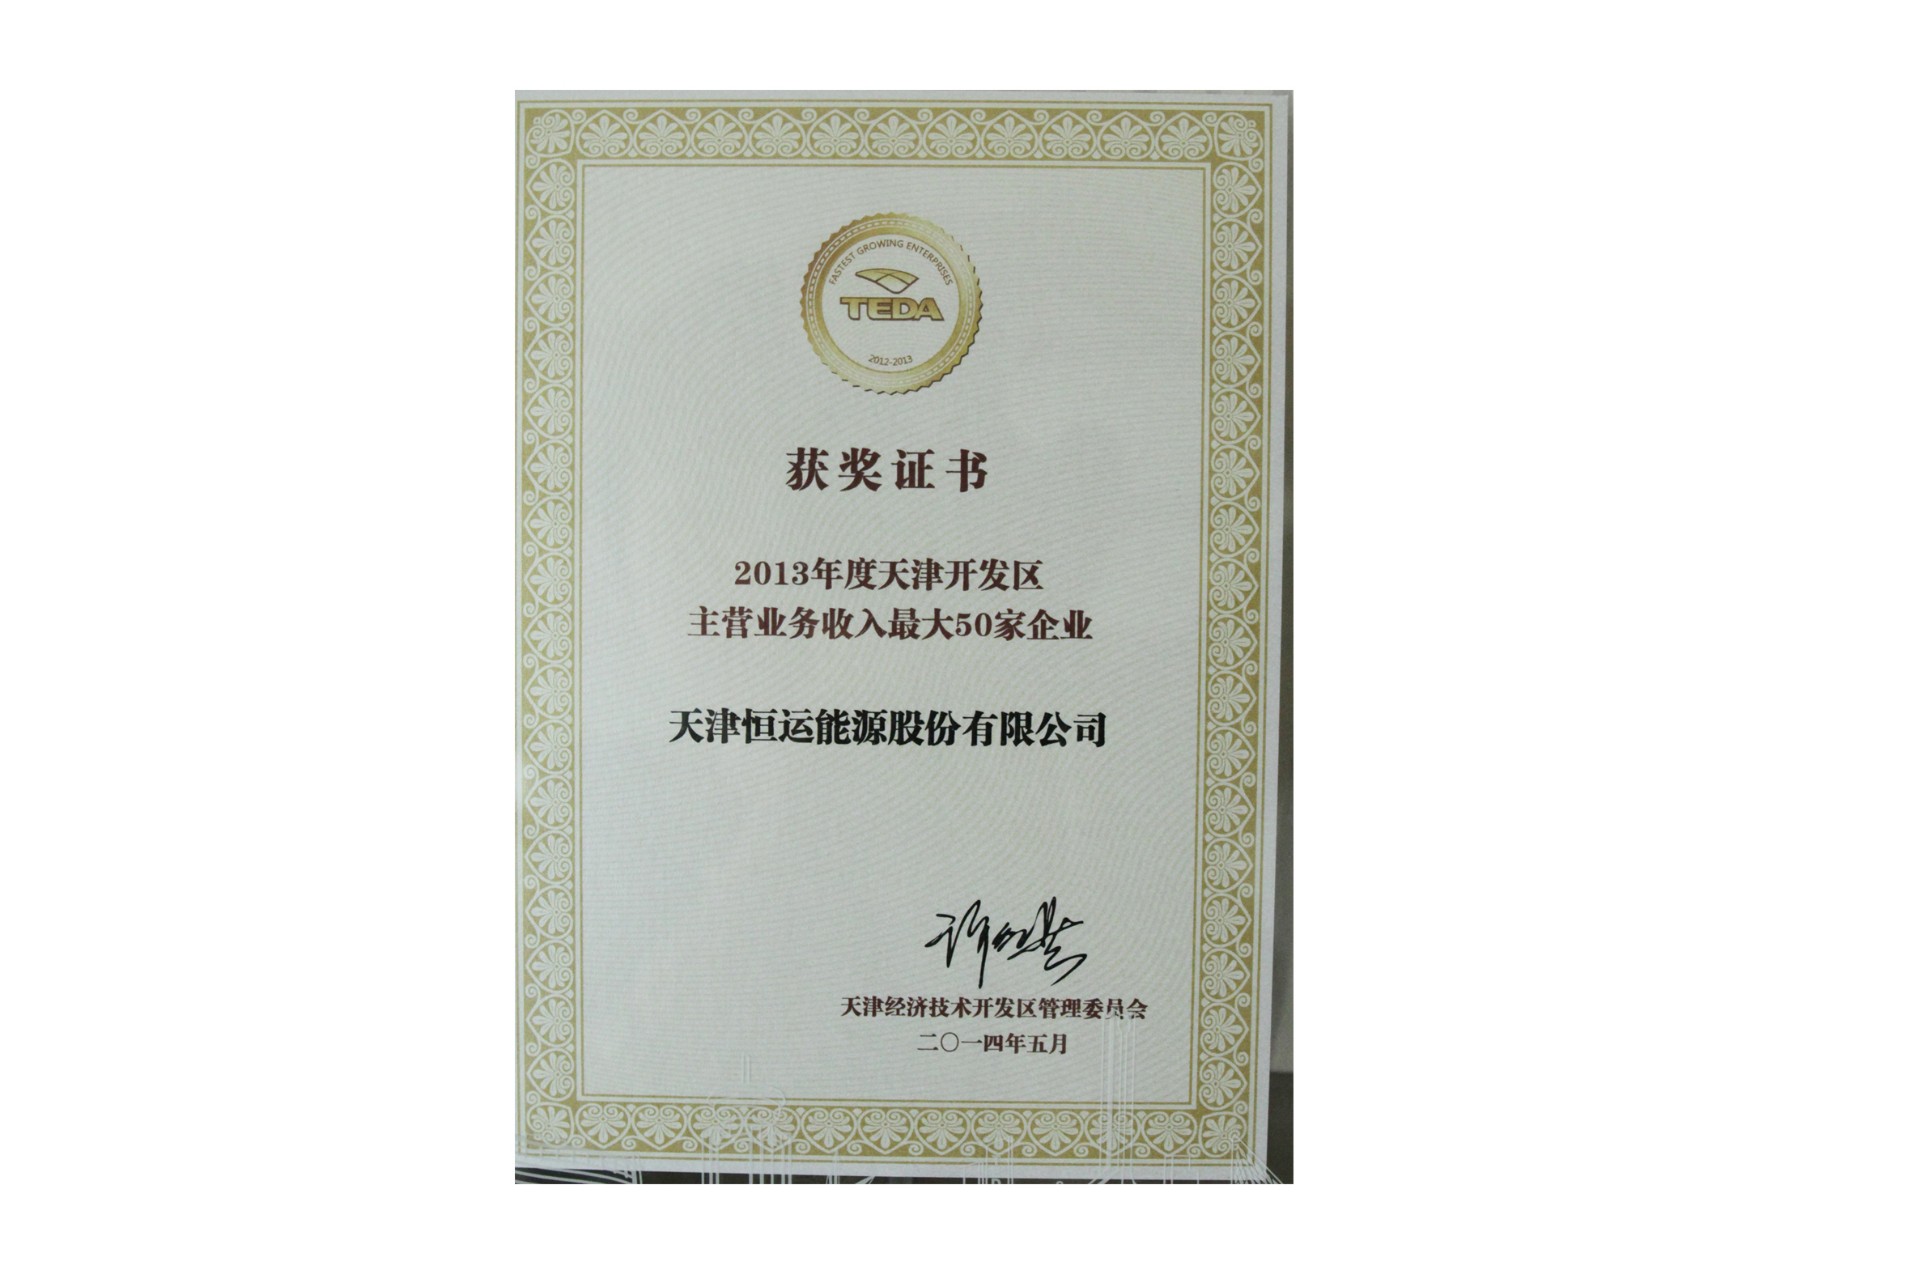 FASTEST GROWING ENTERPRISES
TEDA
2012-2013
获奖证书
2013年度天津开发区
主营业务收入最大50家企业
天津恒运能源股份有限公司
天津经济技术开发区管理委员会
二〇一四年五月